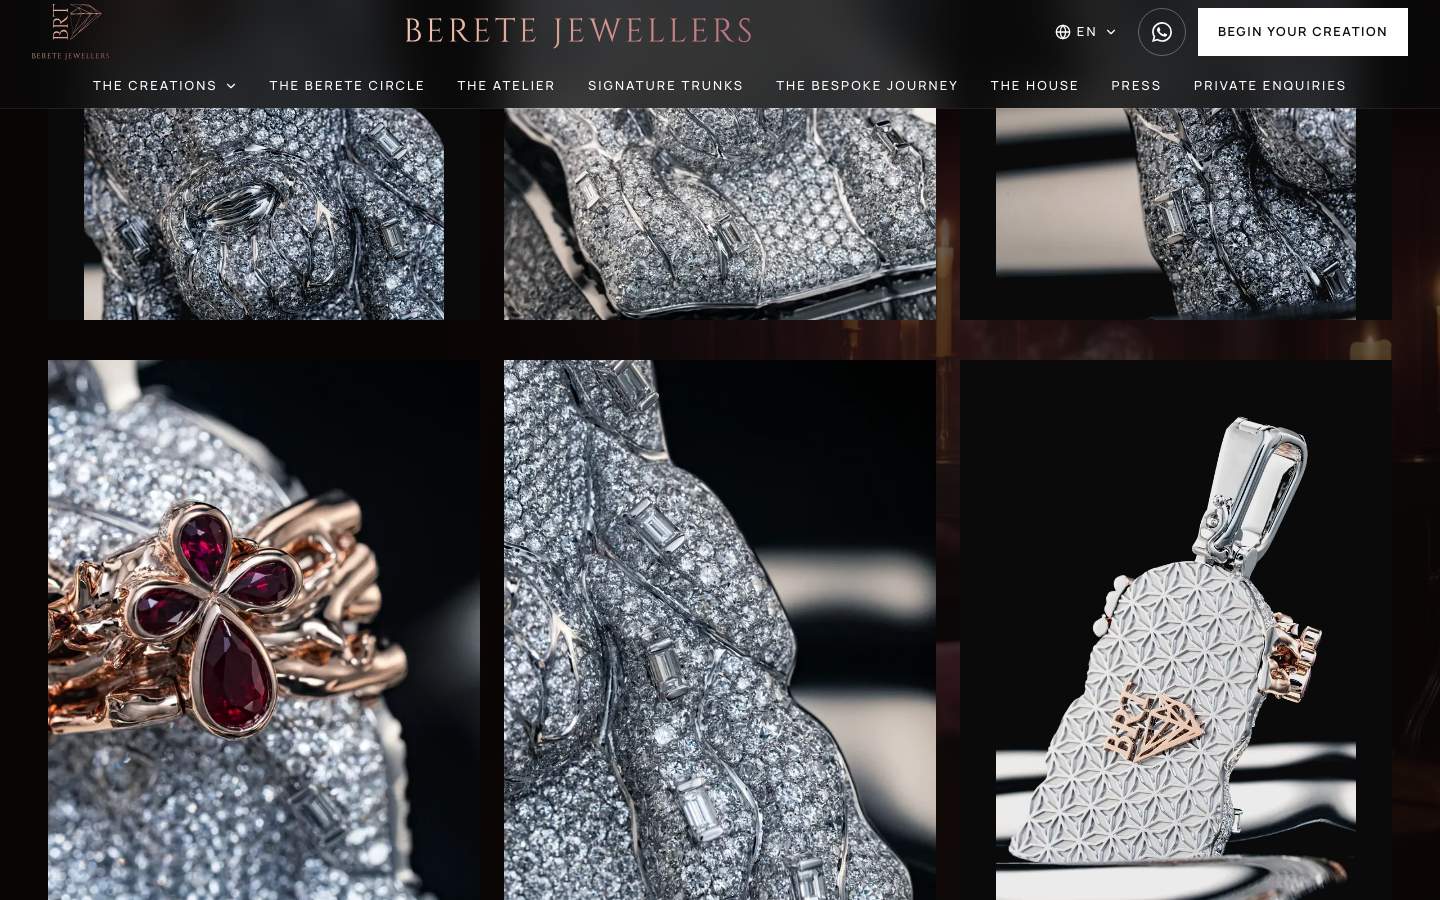 BRT
BERETE JEWELLERS
BERETE JEWELLERS
EN
BEGIN YOUR CREATION
THE CREATIONS
THE BERETE CIRCLE
THE ATELIER
SIGNATURE TRUNKS
THE BESPOKE JOURNEY
THE HOUSE
PRESS
PRIVATE ENQUIRIES
BRT